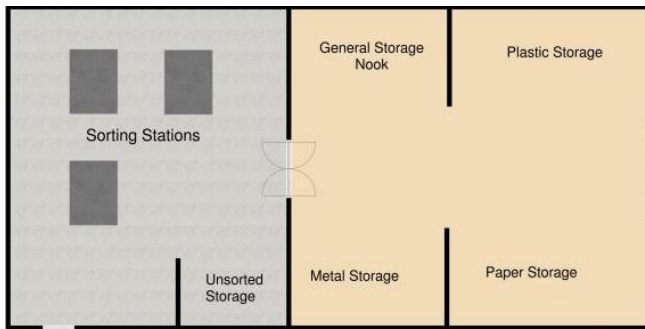 General Storage
Nook
Plastic Storage
Sorting Stations
Unsorted
Storage
Metal Storage
Paper Storage